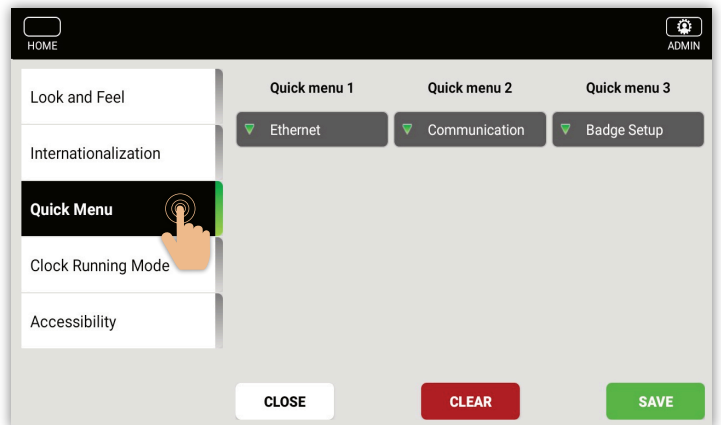 HOME
ADMIN
Look and Feel
Internationalization
Quick Menu
Clock Running Mode
Accessibility
Quick menu 1
Quick menu 2
Quick menu 3
Ethernet
Communication
Badge Setup
CLOSE
CLEAR
SAVE